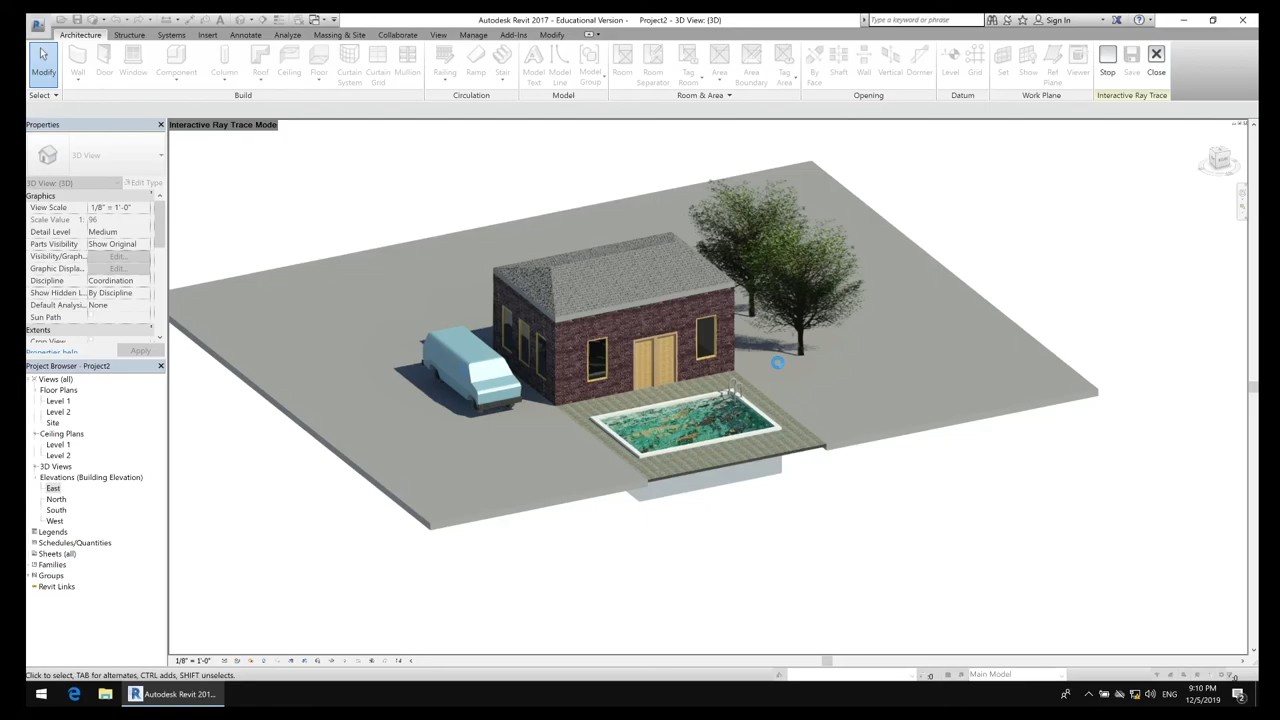 Autodesk Revit 2017 - Educational Version - Project2 - 3D View: {3D}
Type a keyword or phrase
Sign In
Architecture Structure Systems Insert Annotate Analyze Massing & Site Collaborate View Manage Add-Ins Modify
Modify Wall Door Window Component Column Roof Ceiling Floor Curtain System Curtain Grid Mullion Railing Ramp Stair Model Text Model Line Model Group Room Room Separator Tag Room Area Area Boundary Tag Area By Face Shaft Wall Vertical Dormer Level Grid Set Show Ref Plane Viewer Stop Save Close
Select Build Circulation Model Room & Area Opening Datum Work Plane Interactive Ray Trace
Properties
Interactive Ray Trace Mode
3D View
3D View: {3D} Edit Type
Graphics
View Scale 1/8" = 1'-0"
Scale Value 1: 96
Detail Level Medium
Parts Visibility Show Original
Visibility/Graph... Edit...
Graphic Displa... Edit...
Discipline Coordination
Show Hidden L... By Discipline
Default Analysi... None
Sun Path
Extents
Crop View
Properties help Apply
Project Browser - Project2
Views (all)
Floor Plans
Level 1
Level 2
Site
Ceiling Plans
Level 1
Level 2
3D Views
Elevations (Building Elevation)
East
North
South
West
Legends
Schedules/Quantities
Sheets (all)
Families
Groups
Revit Links
1/8" = 1'-0"
Click to select, TAB for alternates, CTRL adds, SHIFT unselects.
:0 Main Model :0
Autodesk Revit 201...
ENG
9:10 PM
12/5/2019
2